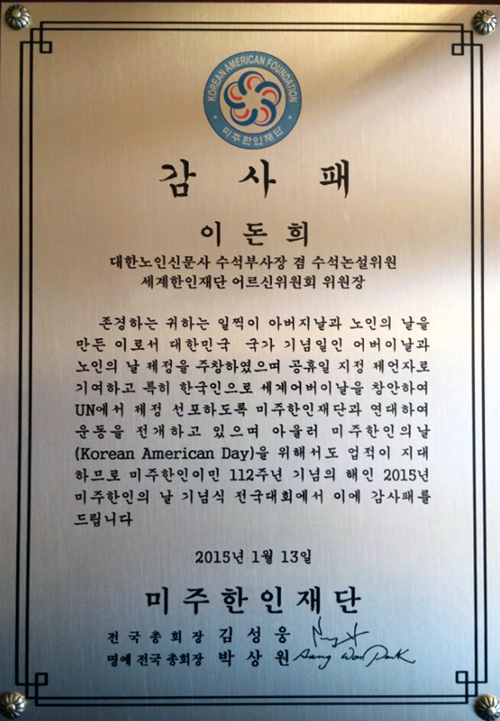 KOREAN AMERICAN FOUNDATION
미주한인재단
감사패
이돈희
대한노인신문사 수석부사장 겸 수석논설위원
세계한인재단 어르신위원회 위원장
존경하는 귀하는 일찍이 아버지날과 노인의 날을
만든 이로서 대한민국 국가 기념일인 어버이날과
노인의 날 제정을 주창하였으며 공휴일 지정 제언자로
기여하고 특히 한국인으로 세계어버이날을 창안하여
UN에서 제정 선포하도록 미주한인재단과 연대하여
운동을 전개하고 있으며 아울러 미주한인의날
(Korean American Day)을 위해서도 업적이 지대
하므로 미주한인이민 112주년 기념의 해인 2015년
미주한인의 날 기념식 전국대회에서 이에 감사패를
드립니다
2015년 1월 13일
미주한인재단
전국총회장 김성웅
명예 전국 총회장 박상원 Sang Won Park